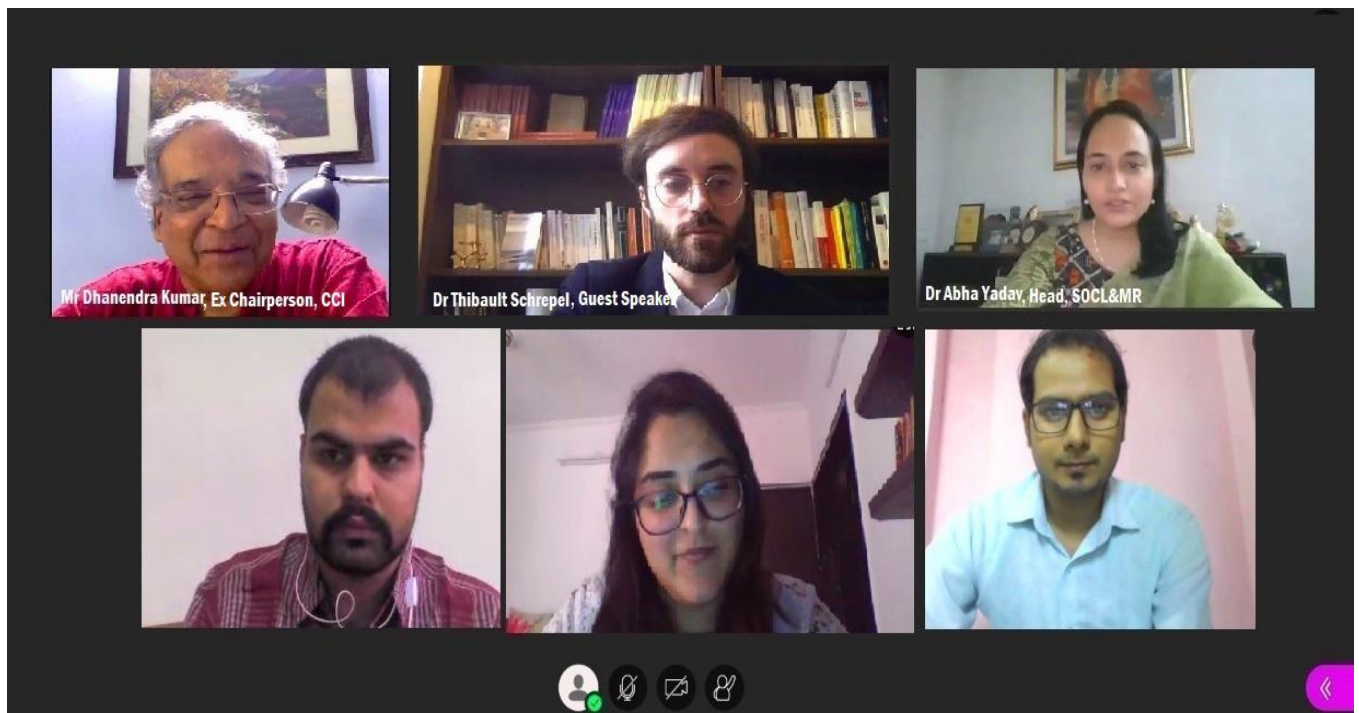 Mr Dhanendra Kumar, Ex Chairperson, CCI
Dr Thibault Schrepel, Guest Speaker
Dr Abha Yadav, Head, SOCL&MR